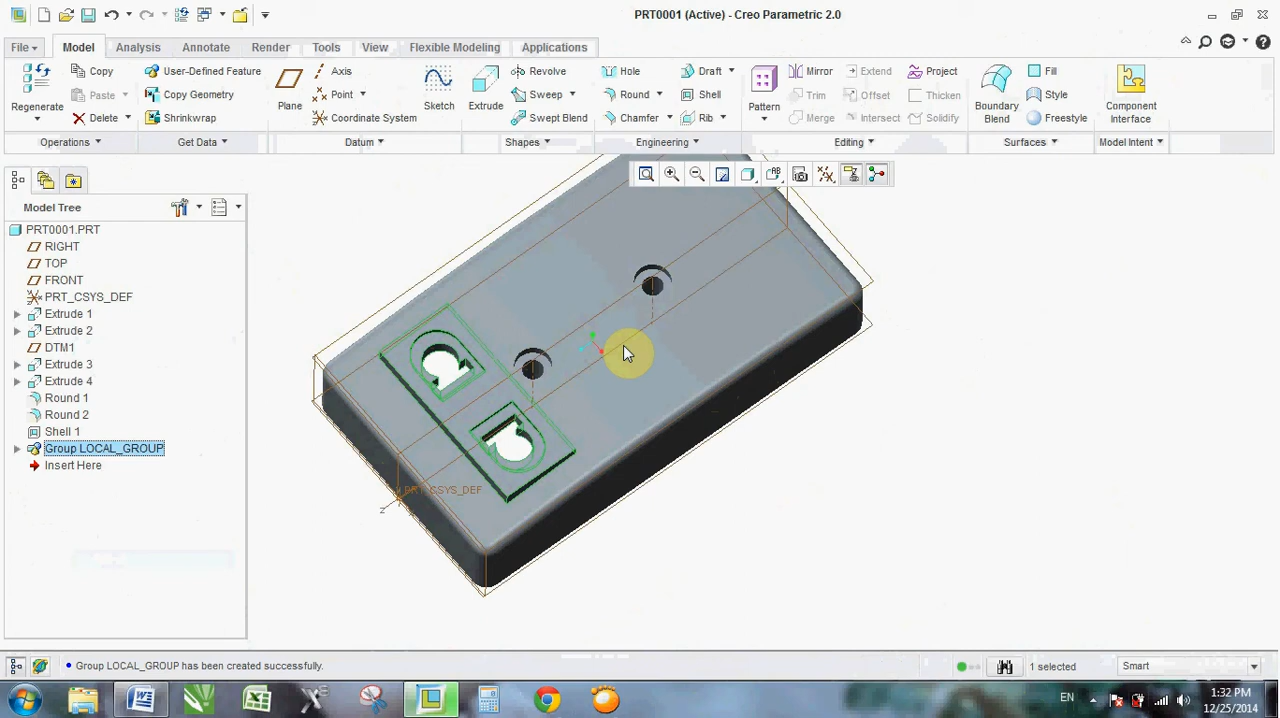 PRT0001 (Active) - Creo Parametric 2.0
File
Model
Analysis
Annotate
Render
Tools
View
Flexible Modeling
Applications
Regenerate
Copy
Paste
Delete
Operations
User-Defined Feature
Copy Geometry
Shrinkwrap
Get Data
Plane
Axis
Point
Coordinate System
Datum
Sketch
Extrude
Revolve
Sweep
Swept Blend
Shapes
Hole
Round
Chamfer
Draft
Shell
Rib
Engineering
Pattern
Mirror
Trim
Merge
Extend
Offset
Intersect
Project
Thicken
Solidify
Editing
Boundary
Blend
Fill
Style
Freestyle
Surfaces
Component
Interface
Model Intent
Model Tree
PRT0001.PRT
RIGHT
TOP
FRONT
PRT_CSYS_DEF
Extrude 1
Extrude 2
DTM1
Extrude 3
Extrude 4
Round 1
Round 2
Shell 1
Group LOCAL_GROUP
Insert Here
PRT_CSYS_DEF
Z
• Group LOCAL_GROUP has been created successfully.
1 selected
Smart
EN
1:32 PM
12/25/2014